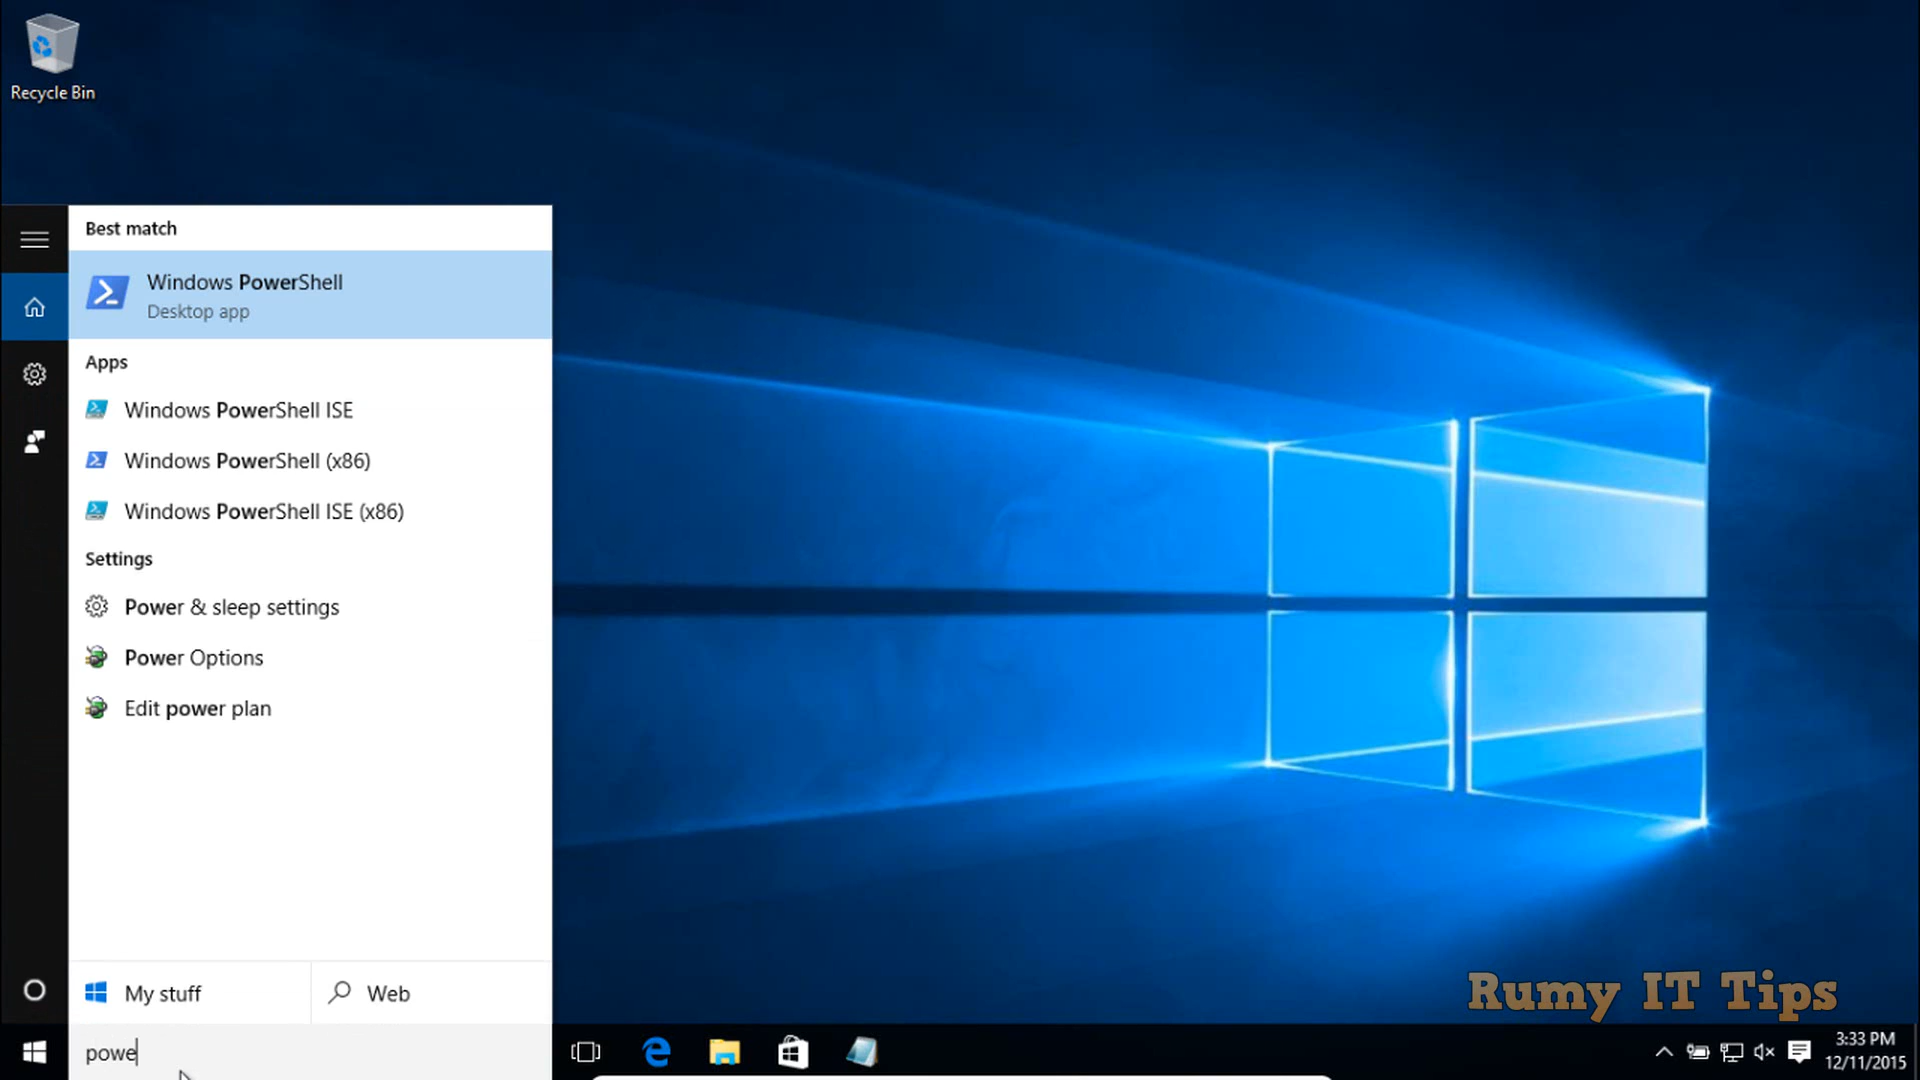 Recycle Bin
Best match
Windows PowerShell
Desktop app
Apps
Windows PowerShell ISE
Windows PowerShell (x86)
Windows PowerShell ISE (x86)
Settings
Power & sleep settings
Power Options
Edit power plan
My stuff
Web
Rumy IT Tips
powe
3:33 PM
12/11/2015